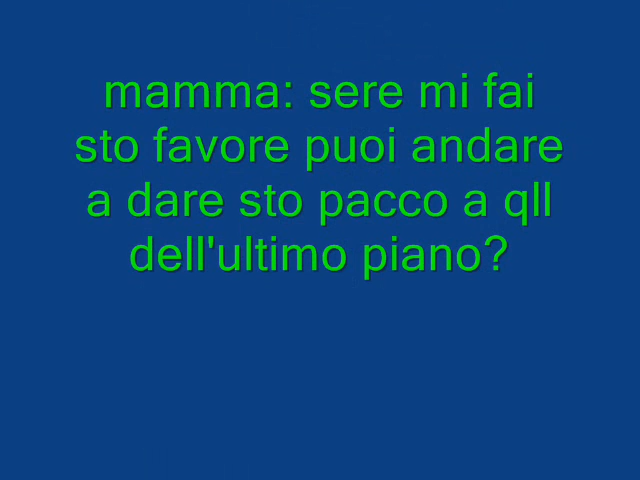 mamma: sere mi fai
sto favore puoi andare
a dare sto pacco a qll
dell'ultimo piano?